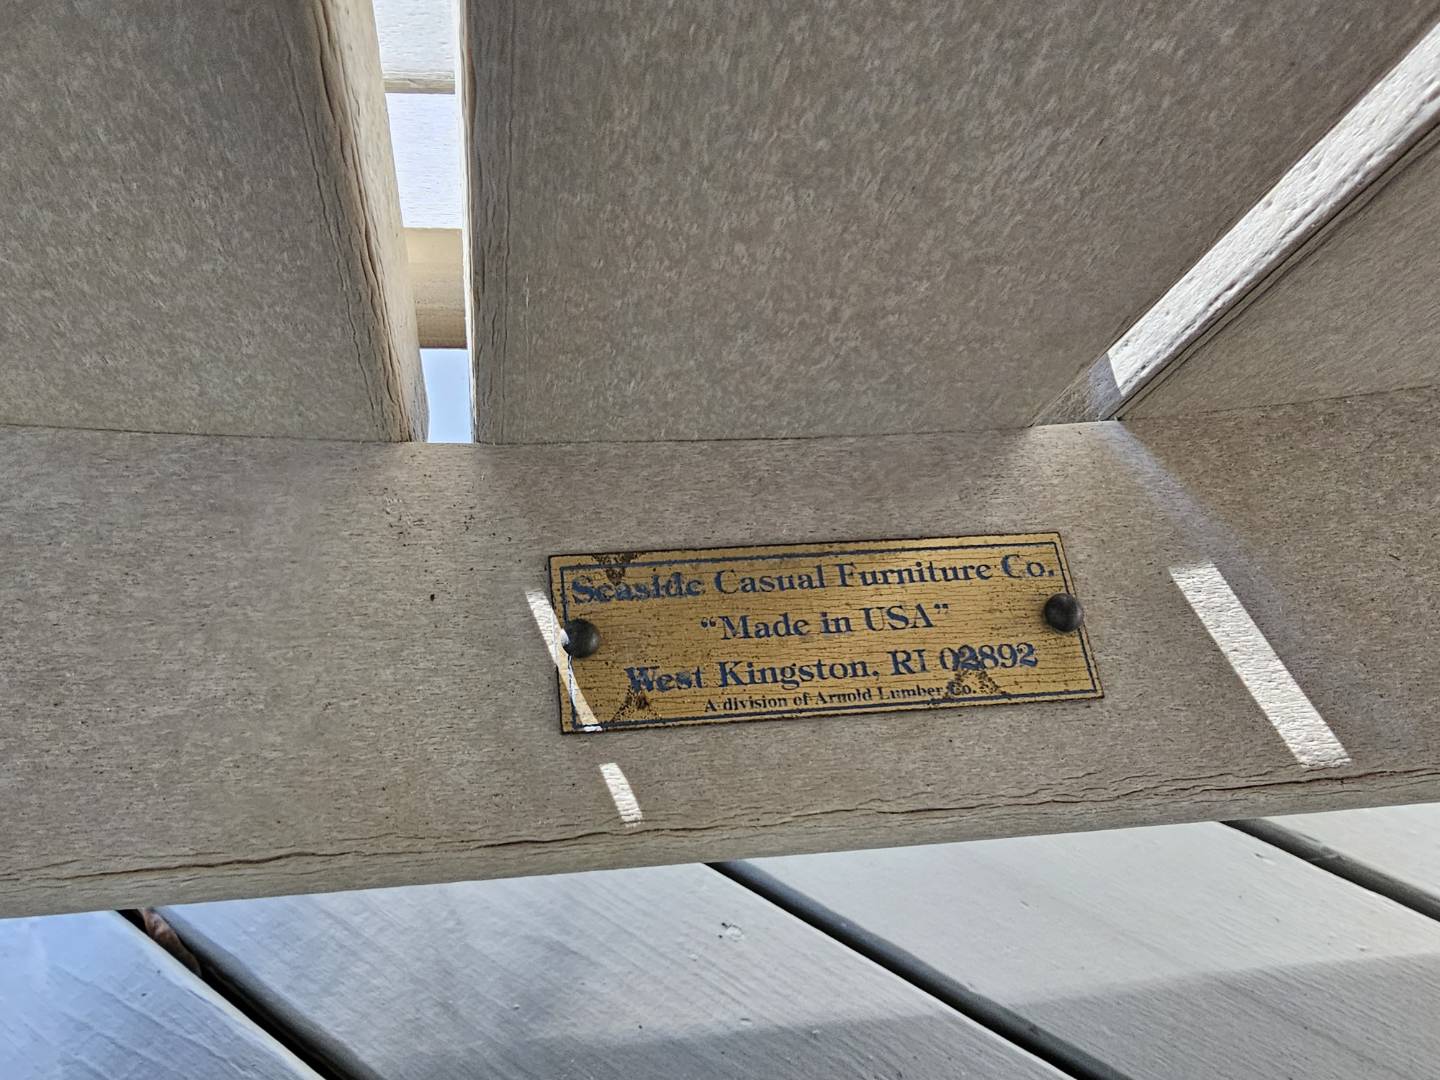 Seaside Casual Furniture Co.
“Made in USA”
West Kingston, RI 02892
A division of Arnold Lumber Co.